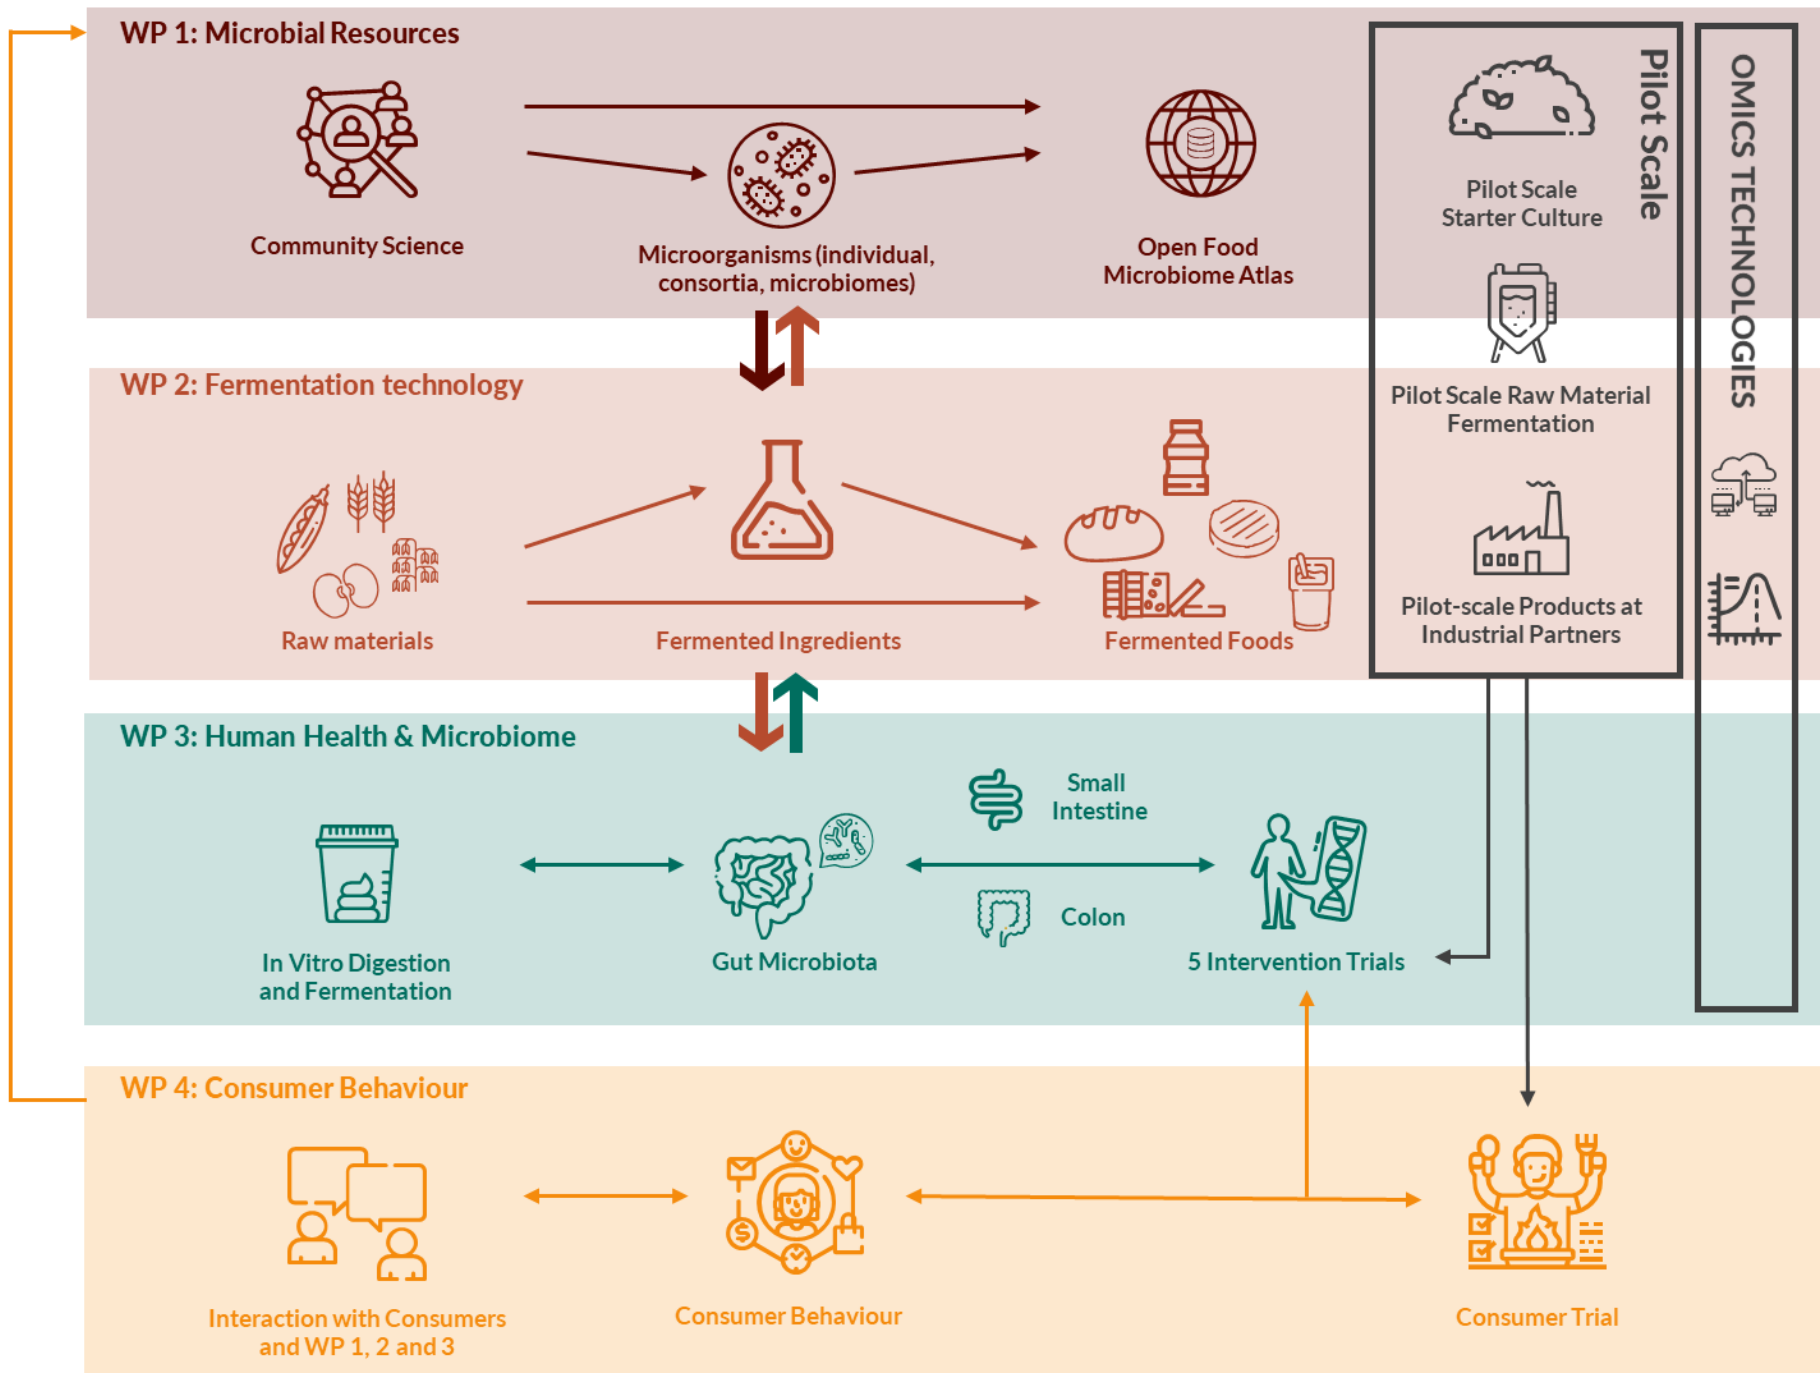 WP 1: Microbial Resources
Community Science
Microorganisms (individual,
consortia, microbiomes)
Open Food
Microbiome Atlas
Pilot Scale
Pilot Scale
Starter Culture
Pilot Scale Raw Material
Fermentation
Pilot-scale Products at
Industrial Partners
OMICS TECHNOLOGIES
WP 2: Fermentation technology
Raw materials
Fermented Ingredients
Fermented Foods
WP 3: Human Health & Microbiome
Small
Intestine
Colon
In Vitro Digestion
and Fermentation
Gut Microbiota
5 Intervention Trials
WP 4: Consumer Behaviour
$
Interaction with Consumers
and WP 1, 2 and 3
Consumer Behaviour
Consumer Trial